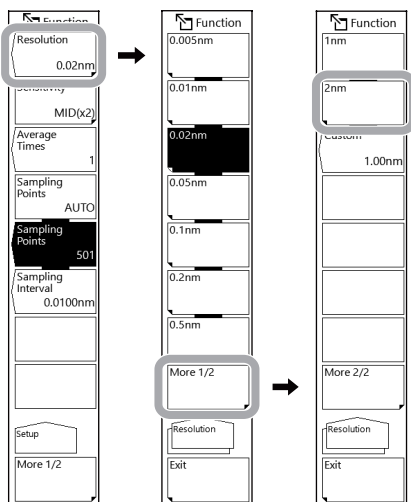 Function
Resolution
0.02nm
Sensitivity
MID(x2)
Average
Times
1
Sampling
Points
AUTO
Sampling
Points
501
Sampling
Interval
0.0100nm
Setup
More 1/2
Function
0.005nm
0.01nm
0.02nm
0.05nm
0.1nm
0.2nm
0.5nm
More 1/2
Resolution
Exit
Function
1nm
2nm
Custom
1.00nm
More 2/2
Resolution
Exit